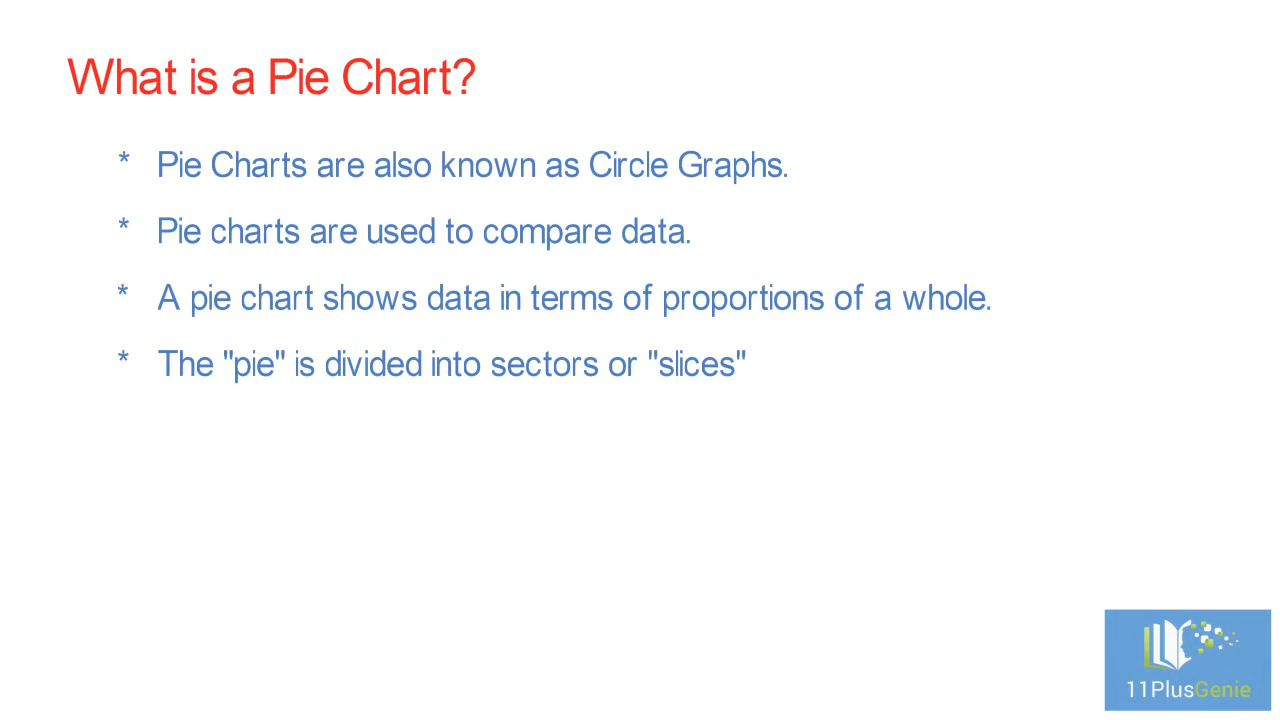 What is a Pie Chart?
* Pie Charts are also known as Circle Graphs.
* Pie charts are used to compare data.
* A pie chart shows data in terms of proportions of a whole.
* The "pie" is divided into sectors or "slices"
11PlusGenie